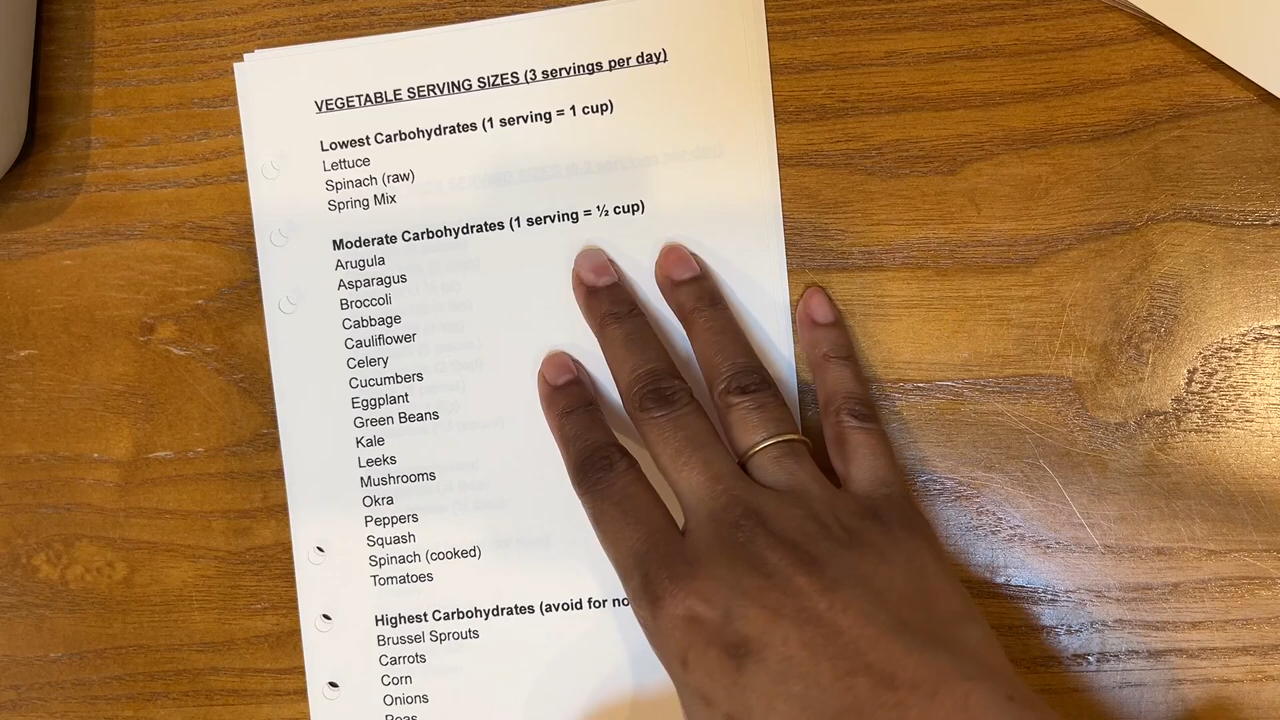 VEGETABLE SERVING SIZES (3 servings per day)
Lowest Carbohydrates (1 serving = 1 cup)
Lettuce
Spinach (raw)
Spring Mix
Moderate Carbohydrates (1 serving = ½ cup)
Arugula
Asparagus
Broccoli
Cabbage
Cauliflower
Celery
Cucumbers
Eggplant
Green Beans
Kale
Leeks
Mushrooms
Okra
Peppers
Squash
Spinach (cooked)
Tomatoes
Highest Carbohydrates (avoid for
Brussel Sprouts
Carrots
Corn
Onions
Peas